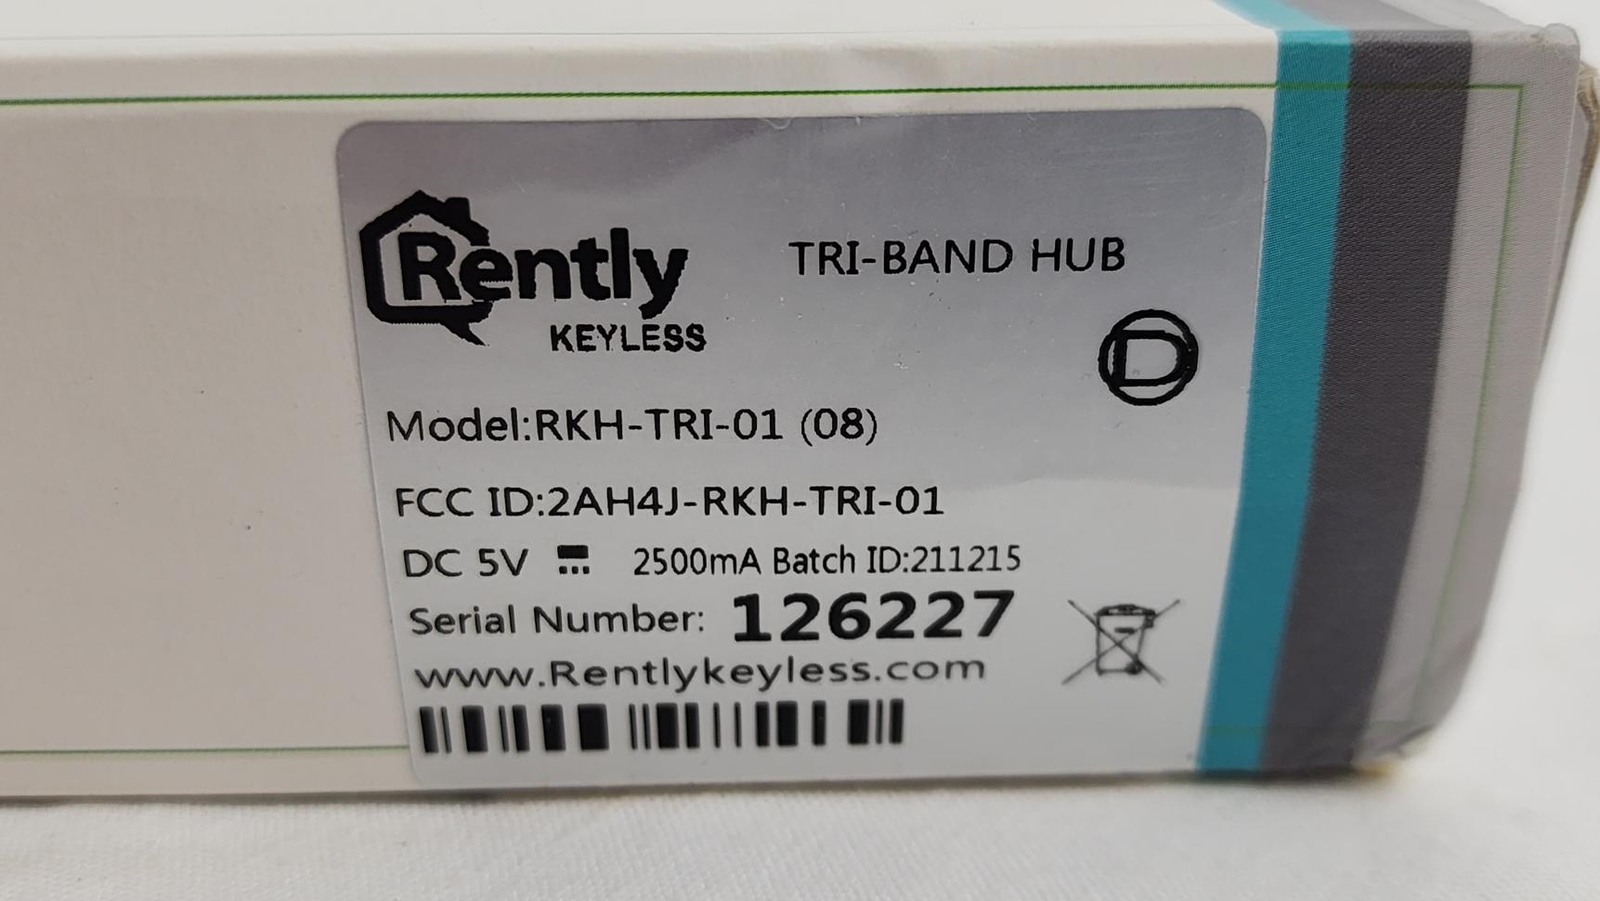 Rently
KEYLESS
TRI-BAND HUB
D
Model:RKH-TRI-01 (08)
FCC ID:2AH4J-RKH-TRI-01
DC 5V 2500mA Batch ID:211215
Serial Number: 126227
www.Rentlykeyless.com